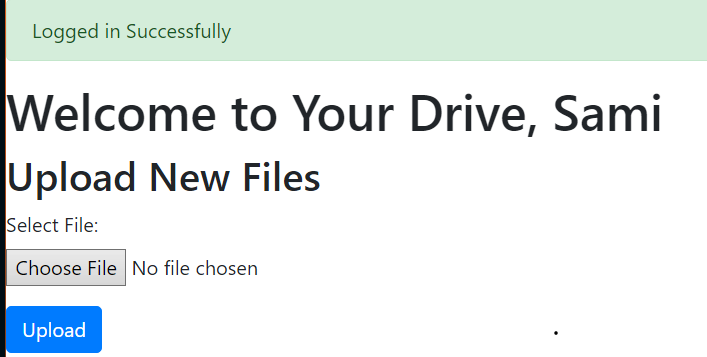 Logged in Successfully
Welcome to Your Drive, Sami
Upload New Files
Select File:
Choose File No file chosen
Upload